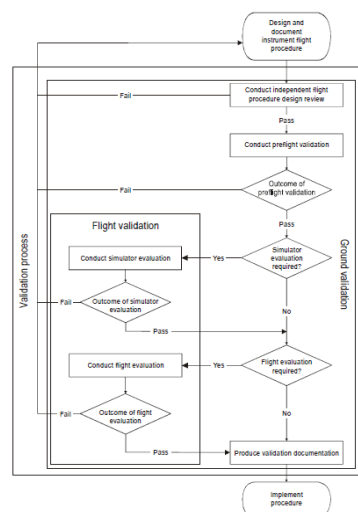 Design and
document
instrument flight
procedure
Conduct independent flight
procedure design review
Fail
Pass
Conduct preflight validation
Outcome of
preflight validation
Fail
Pass
Flight validation
Simulator
evaluation
required?
Yes
Conduct simulator evaluation
Outcome of simulator
evaluation
Fail
Pass
No
Flight evaluation
required?
Yes
Conduct flight evaluation
Outcome of flight
evaluation
Fail
Pass
No
Produce validation documentation
Implement
procedure
Validation process
Ground validation